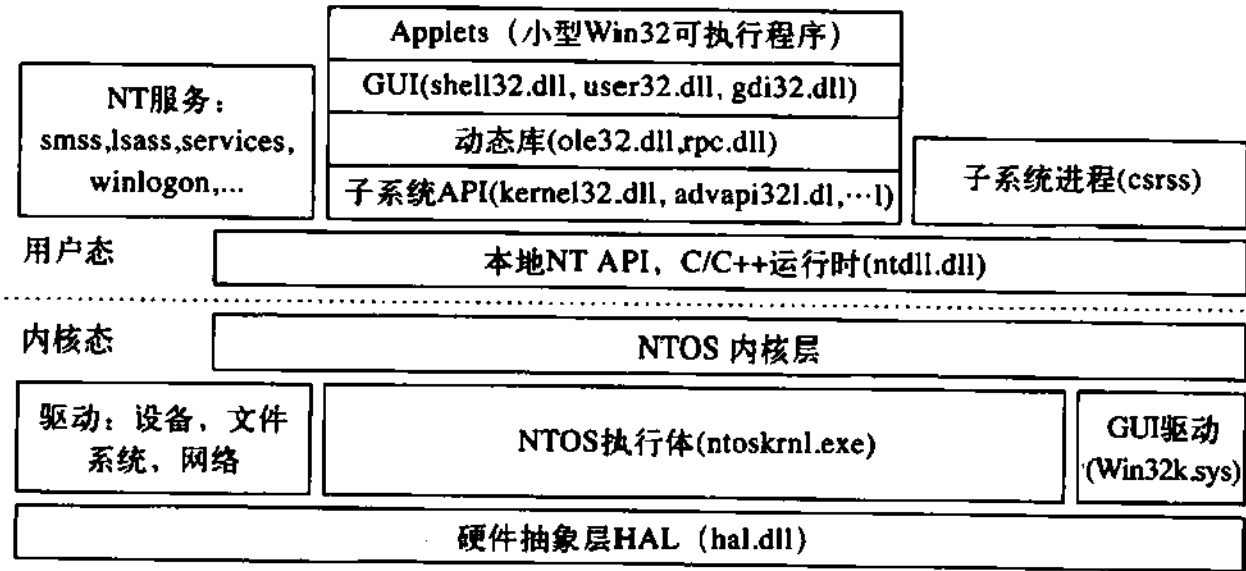 Applets（小型Win32可执行程序）
GUI(shell32.dll, user32.dll, gdi32.dll)
动态库(ole32.dll,rpc.dll)
子系统API(kernel32.dll, advapi32l.dl,…l)
NT服务：
smss,lsass,services,
winlogon,...
子系统进程(csrss)
用户态
本地NT API，C/C++运行时(ntdll.dll)
内核态
NTOS 内核层
驱动：设备，文件
系统、网络
NTOS执行体(ntoskrnl.exe)
GUI驱动
(Win32k.sys)
硬件抽象层HAL（hal.dll）